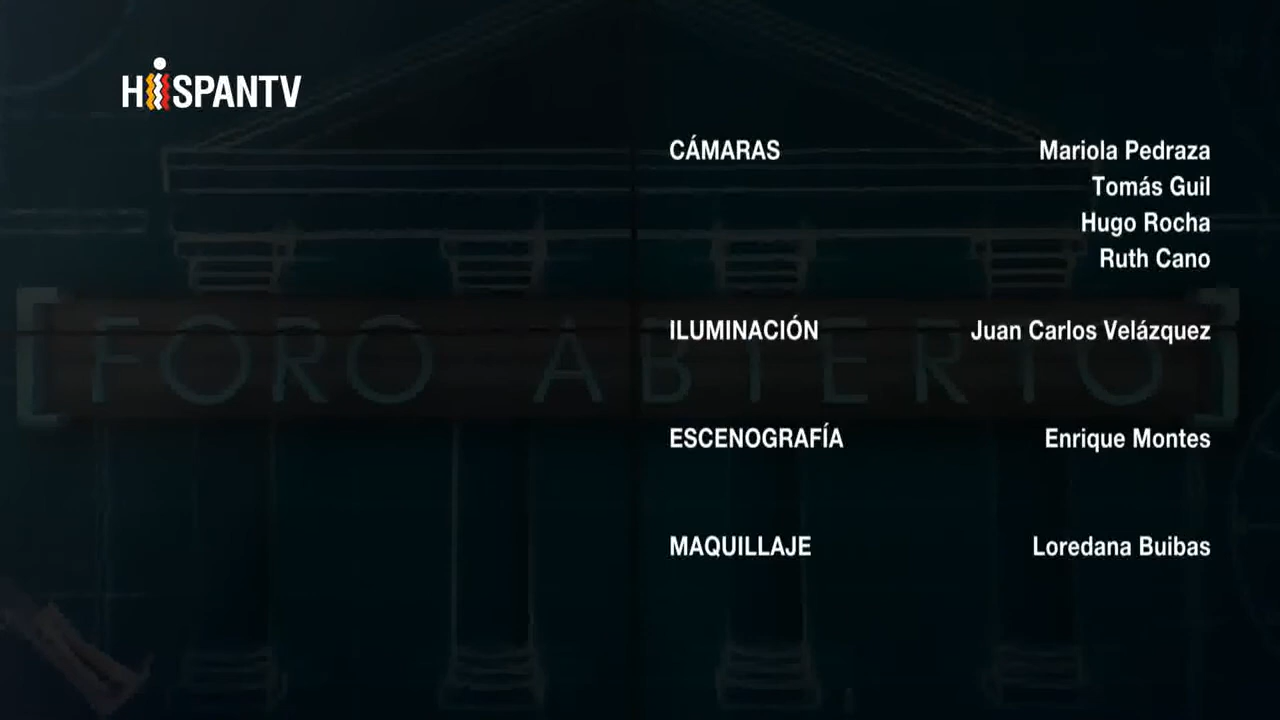 HISPANTV
CÁMARAS Mariola Pedraza
Tomás Guil
Hugo Rocha
Ruth Cano
[FORO ABIERTO]
ILUMINACIÓN Juan Carlos Velázquez
ESCENOGRAFÍA Enrique Montes
MAQUILLAJE Loredana Buibas